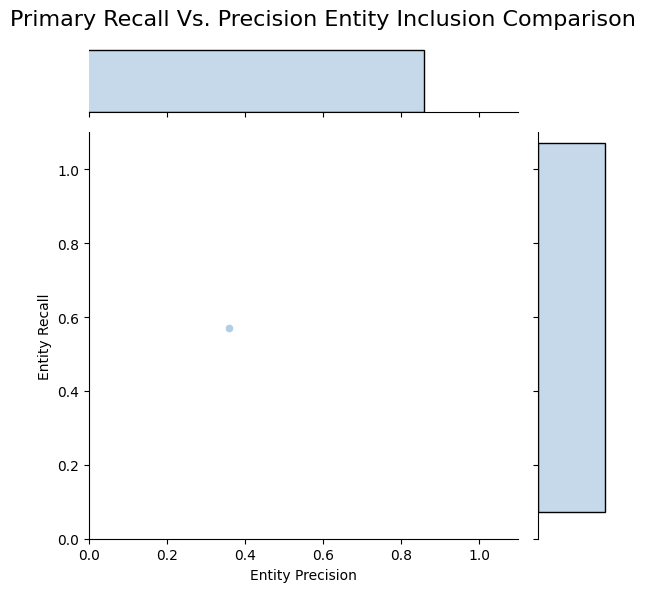 Primary Recall Vs. Precision Entity Inclusion Comparison
1.0
0.8
0.6
0.4
0.2
0.0
Entity Recall
0.0 0.2 0.4 0.6 0.8 1.0
Entity Precision